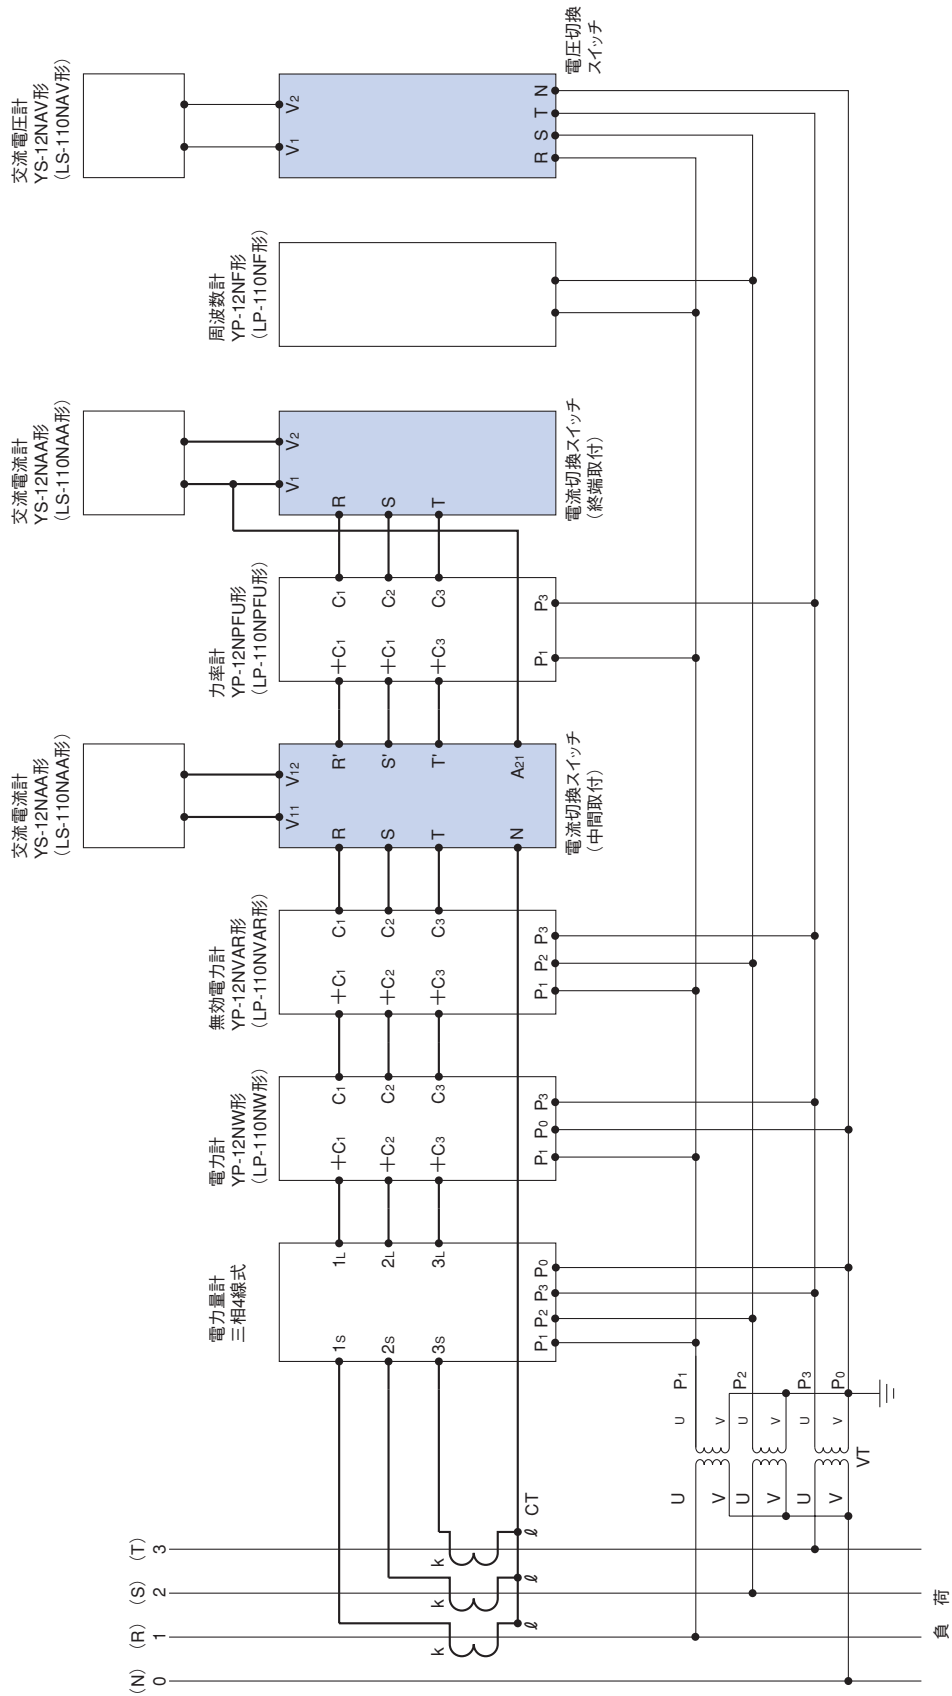 (N) 0
(R) 1
(S) 2
(T) 3
負 荷
k
k
k
ℓ
ℓ
ℓ
CT
U
V
U
V
U
V
u
v
u
v
u
v
VT
P1
P2
P3
P0
電力量計
三相4線式
1S
2S
3S
1L
2L
3L
P1 P2 P3 P0
電力計
YP-12NW形
(LP-110NW形)
+C1
+C2
+C3
C1
C2
C3
P1 P0 P3
無効電力計
YP-12NVAR形
(LP-110NVAR形)
+C1
+C2
+C3
C1
C2
C3
P1 P2 P3
交流電流計
YS-12NAA形
(LS-110NAA形)
V11 V12
R
S
T
N
R'
S'
T'
A21
電流切換スイッチ
(中間取付)
力率計
YP-12NPFU形
(LP-110NPFU形)
+C1
+C1
+C3
C1
C2
C3
P1 P3
交流電流計
YS-12NAA形
(LS-110NAA形)
V1 V2
R
S
T
電流切換スイッチ
(終端取付)
周波数計
YP-12NF形
(LP-110NF形)
交流電圧計
YS-12NAV形
(LS-110NAV形)
V1 V2
R S T N
電圧切換
スイッチ